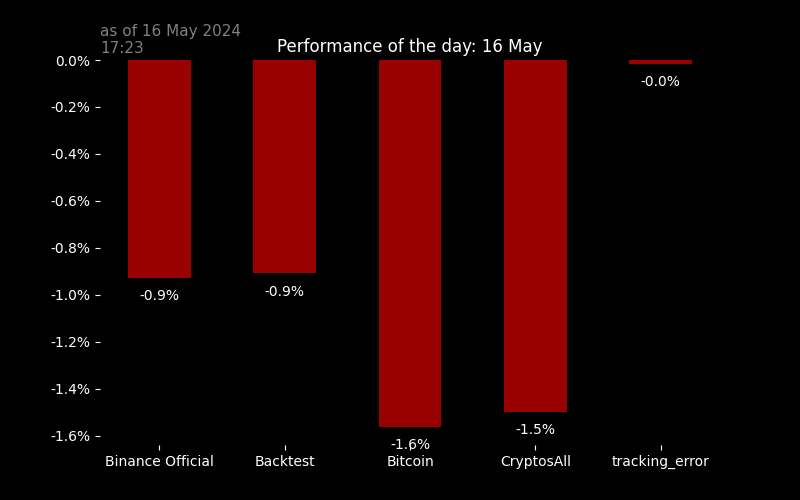 as of 16 May 2024
17:23
Performance of the day: 16 May
0.0%
-0.2%
-0.4%
-0.6%
-0.8%
-1.0%
-1.2%
-1.4%
-1.6%
-0.9%
-0.9%
-1.6%
-1.5%
-0.0%
Binance Official
Backtest
Bitcoin
CryptosAll
tracking_error